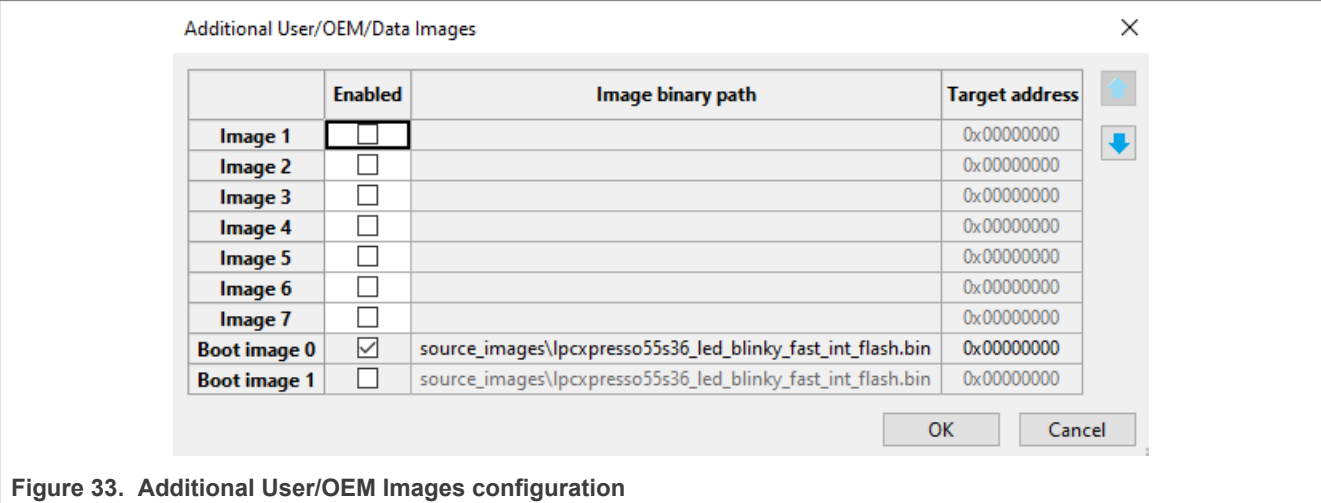 Additional User/OEM/Data Images
Enabled Image binary path Target address
Image 1 0x00000000
Image 2 0x00000000
Image 3 0x00000000
Image 4 0x00000000
Image 5 0x00000000
Image 6 0x00000000
Image 7 0x00000000
Boot image 0 source_images\lpcxpresso55s36_led_blinky_fast_int_flash.bin 0x00000000
Boot image 1 source_images\lpcxpresso55s36_led_blinky_fast_int_flash.bin 0x00000000
OK Cancel
Figure 33. Additional User/OEM Images configuration